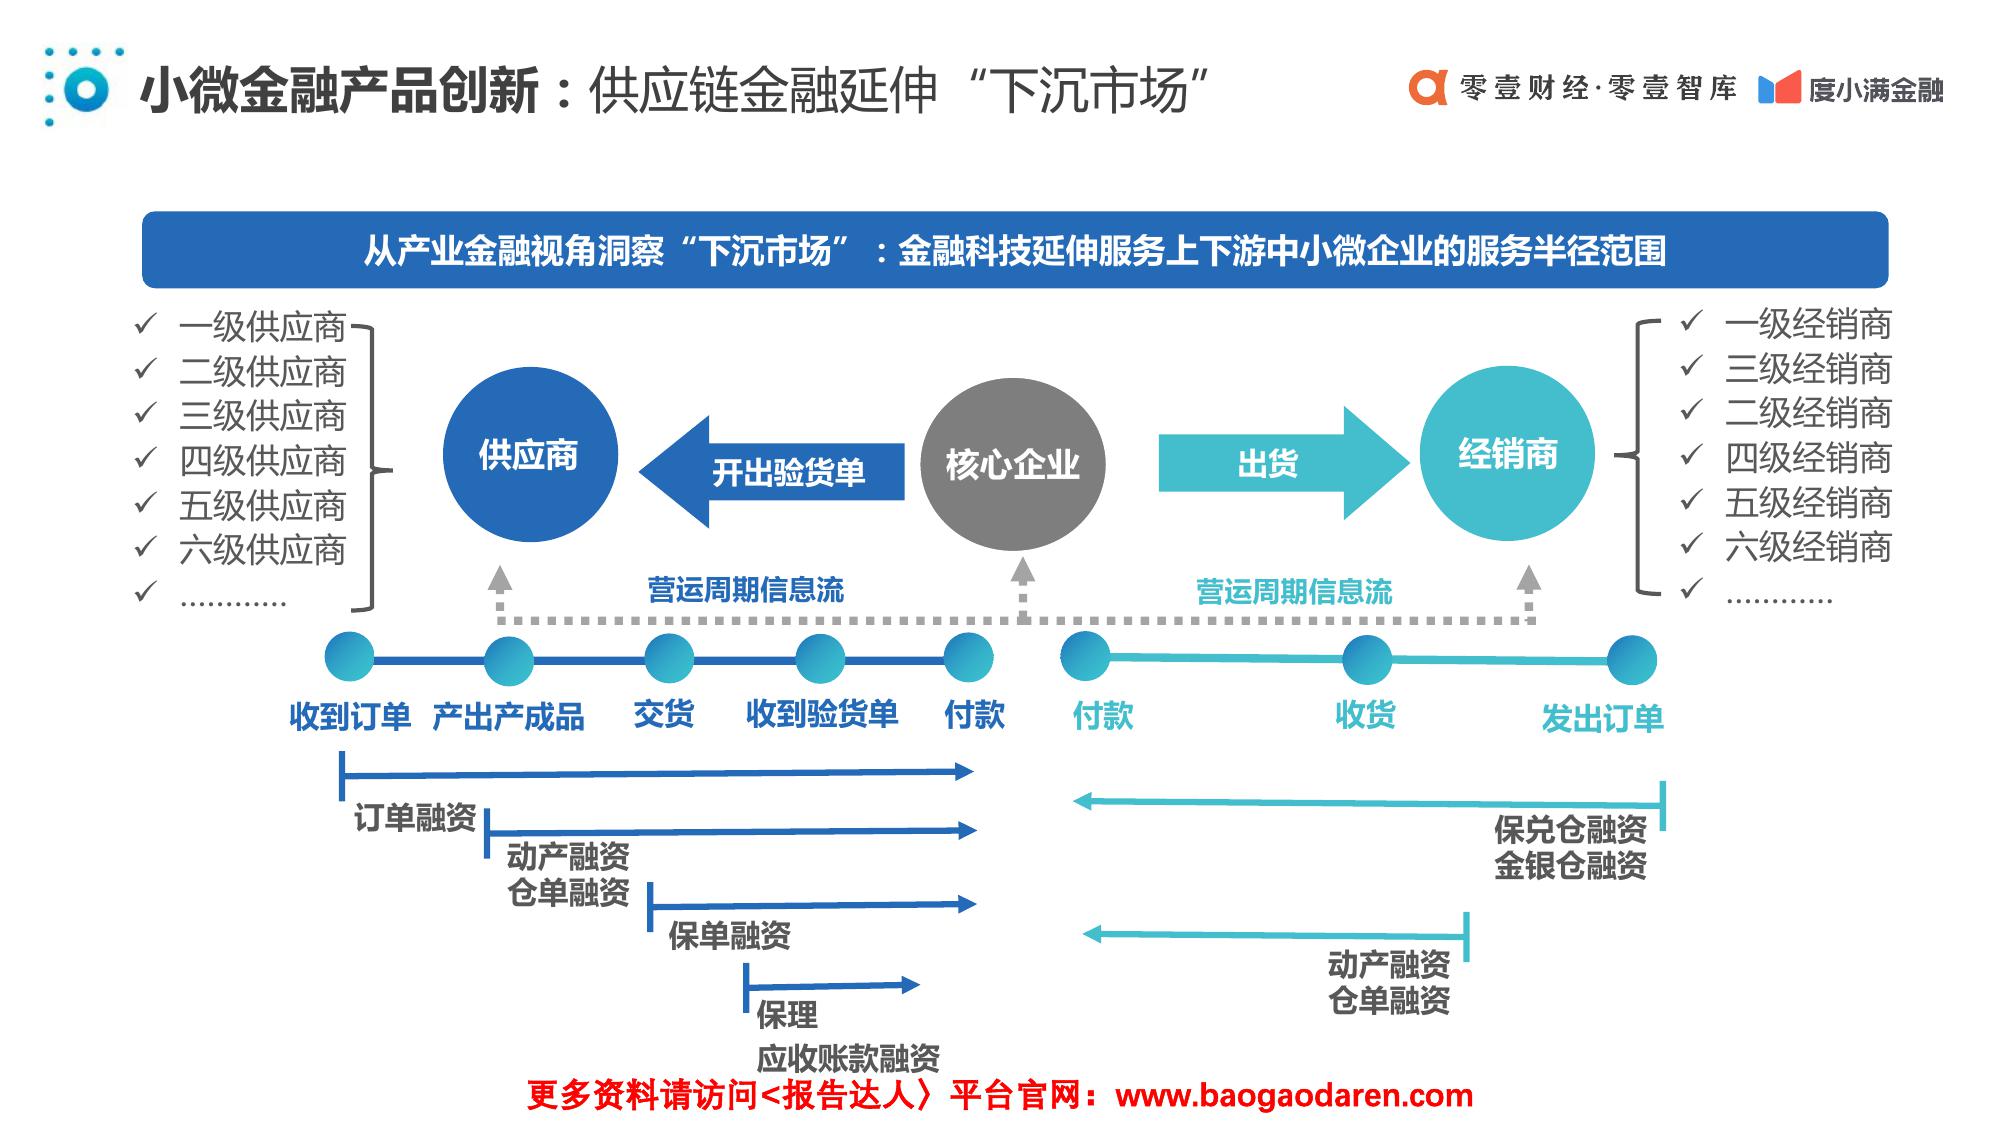 小微金融产品创新：供应链金融延伸“下沉市场”
零壹财经·零壹智库
度小满金融
从产业金融视角洞察“下沉市场”：金融科技延伸服务上下游中小微企业的服务半径范围
✓ 一级供应商
✓ 二级供应商
✓ 三级供应商
✓ 四级供应商
✓ 五级供应商
✓ 六级供应商
✓ …………
供应商
开出验货单
核心企业
出货
经销商
✓ 一级经销商
✓ 三级经销商
✓ 二级经销商
✓ 四级经销商
✓ 五级经销商
✓ 六级经销商
✓ …………
营运周期信息流
营运周期信息流
收到订单
产出产成品
交货
收到验货单
付款
付款
收货
发出订单
订单融资
动产融资
仓单融资
保单融资
保理
应收账款融资
保兑仓融资
金银仓融资
动产融资
仓单融资
更多资料请访问<报告达人〉平台官网：www.baogaodaren.com